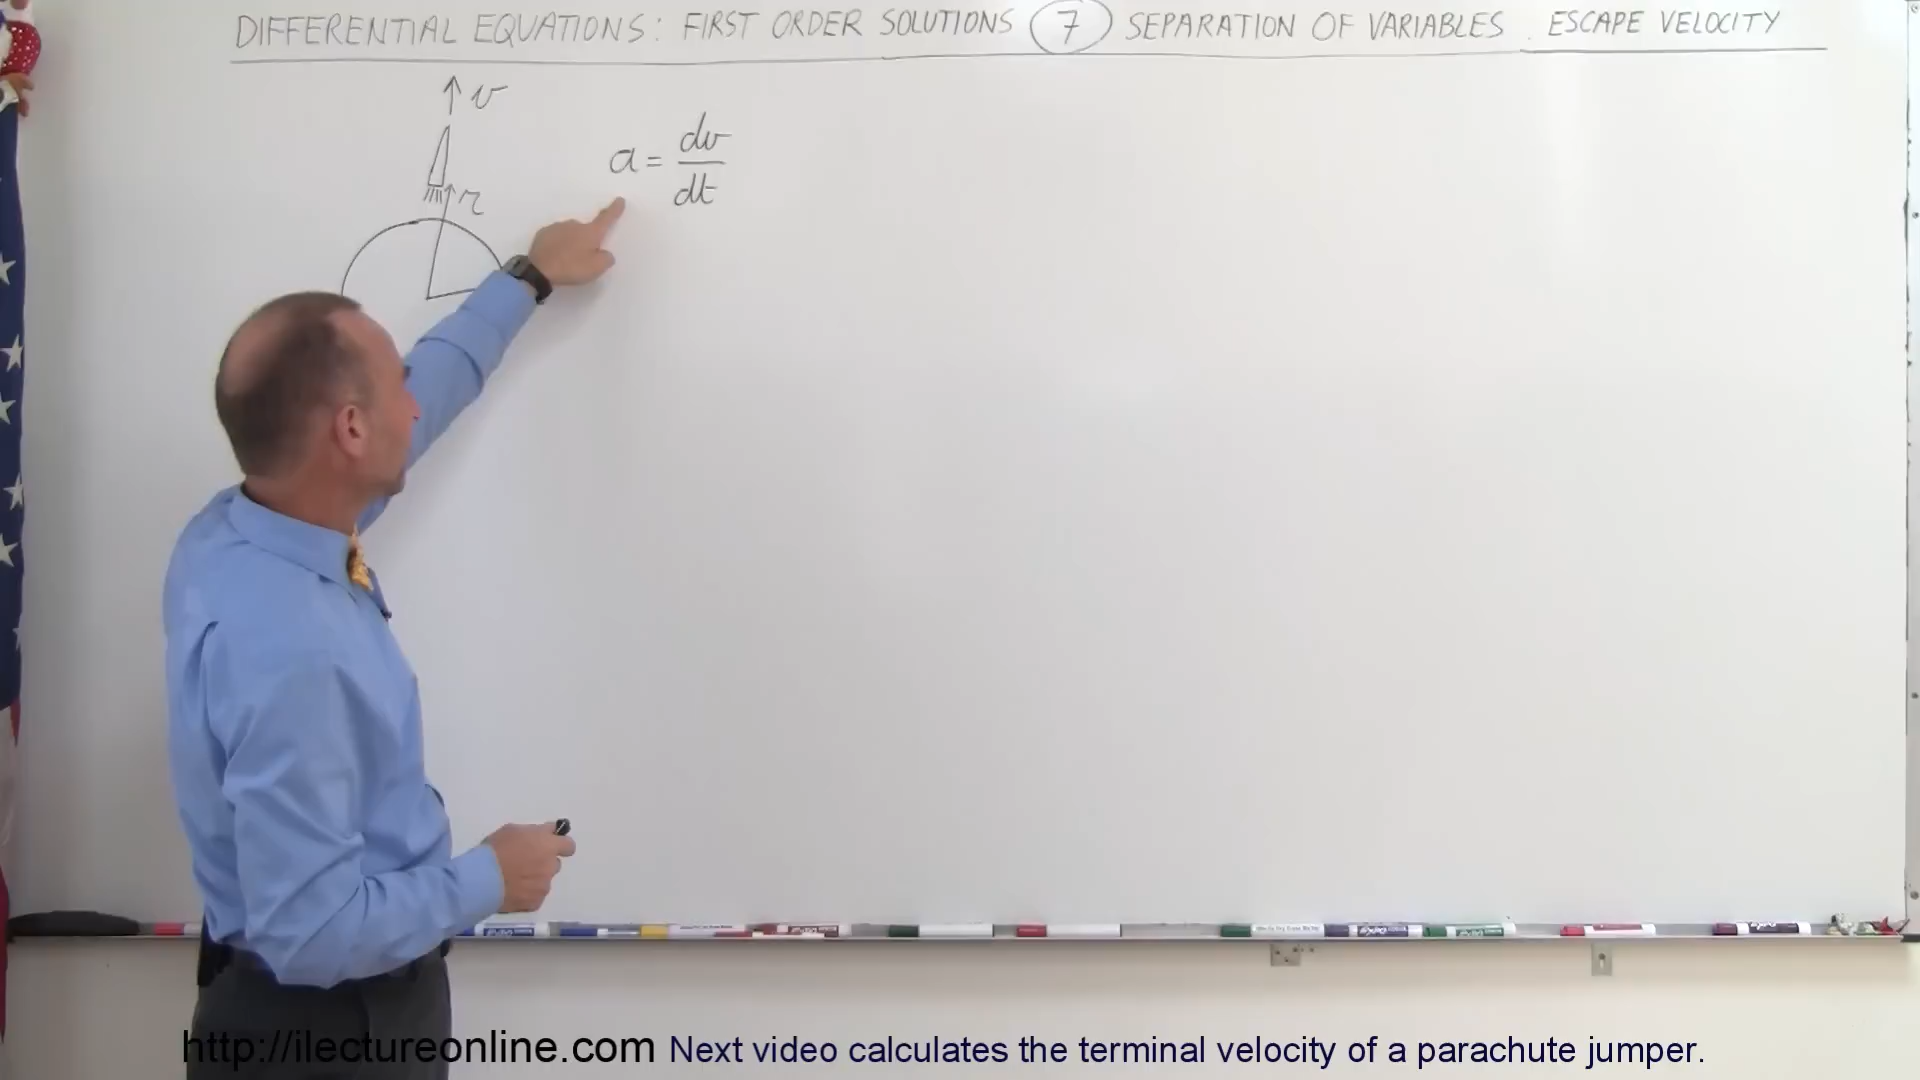 DIFFERENTIAL EQUATIONS: FIRST ORDER SOLUTIONS 7 SEPARATION OF VARIABLES. ESCAPE VELOCITY
v
a = dv/dt
r
http://ilectureonline.com Next video calculates the terminal velocity of a parachute jumper.